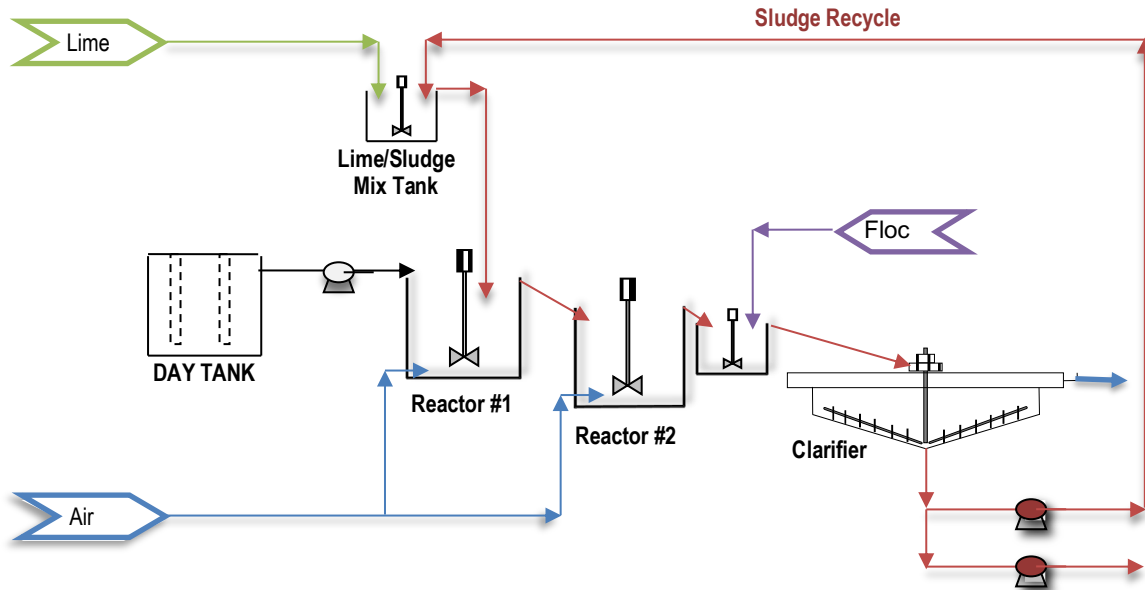 Sludge Recycle
Lime
Lime/Sludge
Mix Tank
Floc
DAY TANK
Reactor #1
Reactor #2
Clarifier
Air